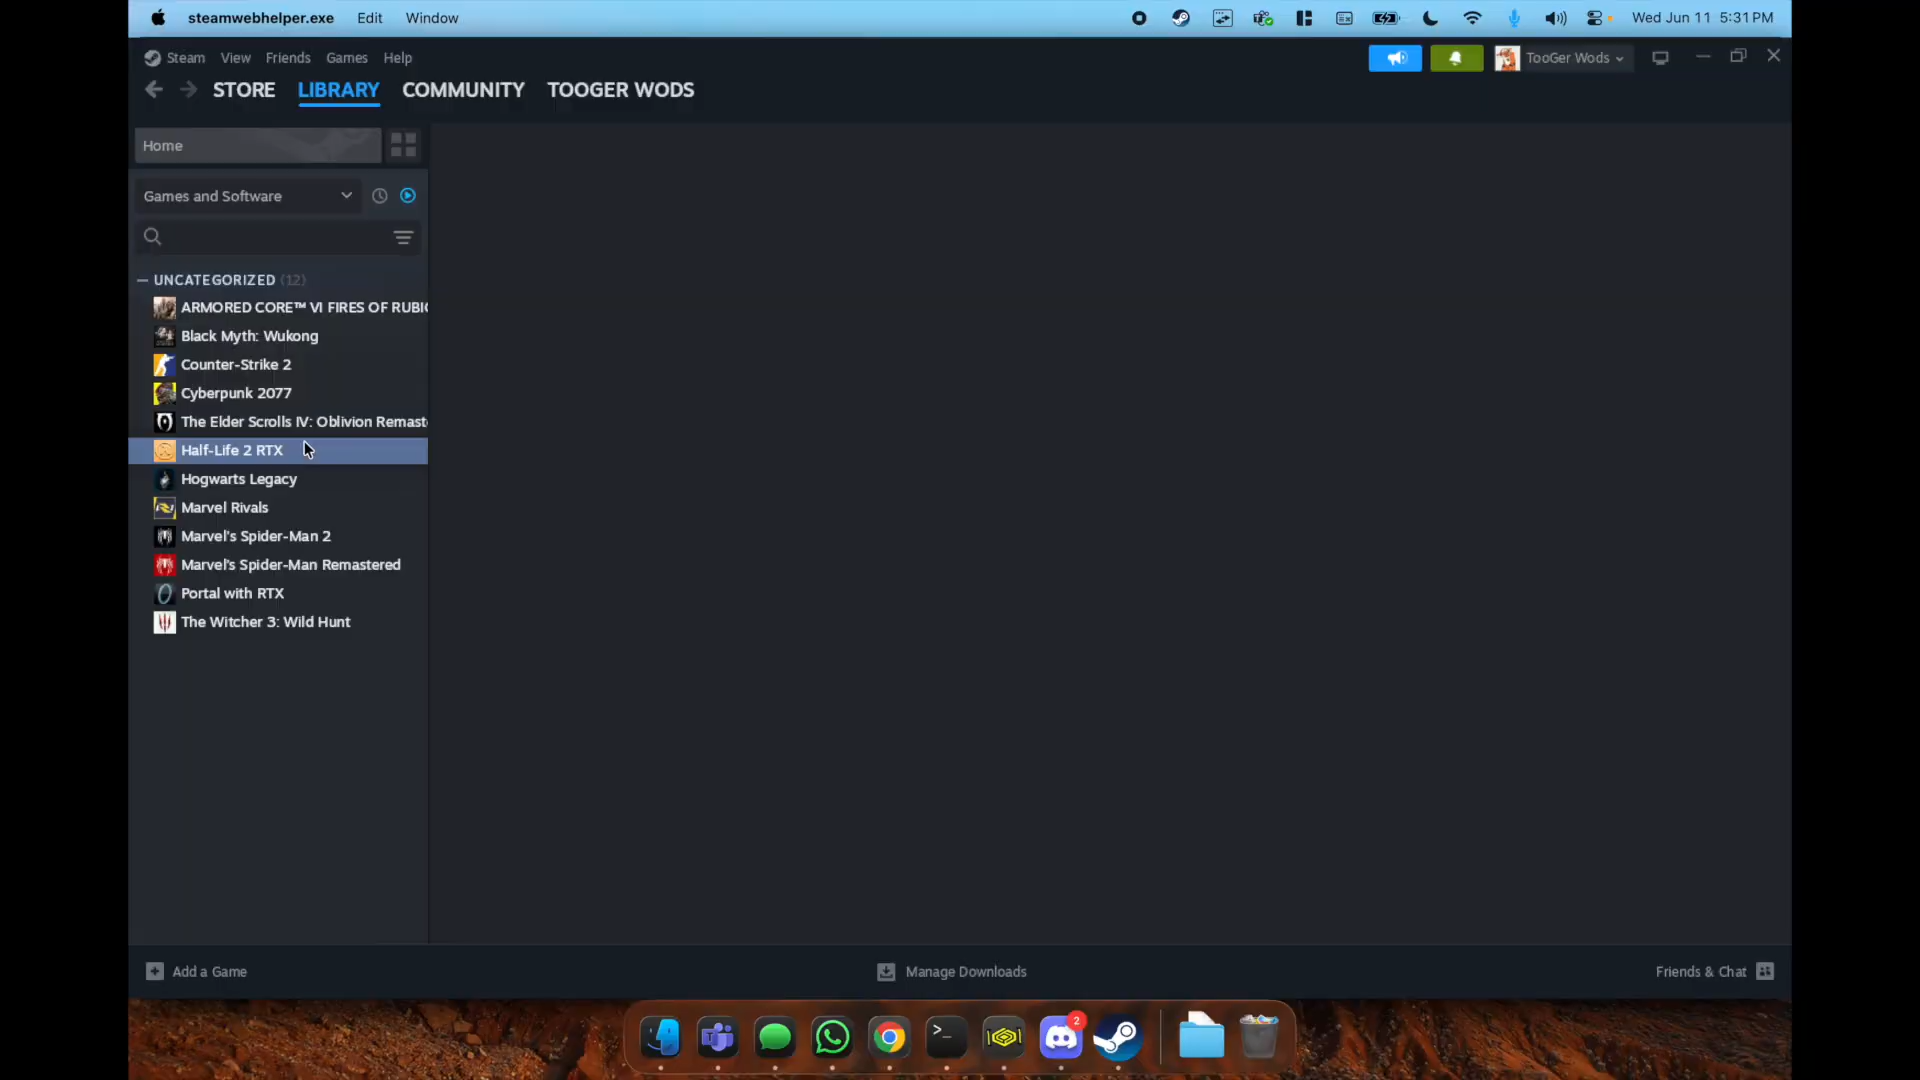 steamwebhelper.exe Edit Window Wed Jun 11 5:31 PM
Steam View Friends Games Help TooGer Wods
STORE LIBRARY COMMUNITY TOOGER WODS
Home
Games and Software
UNCATEGORIZED (12)
ARMORED CORE™ VI FIRES OF
Black Myth: Wukong
Counter-Strike 2
Cyberpunk 2077
The Elder Scrolls IV: Oblivion Remast
Half-Life 2 RTX
Hogwarts Legacy
Marvel Rivals
Marvel's Spider-Man 2
Marvel's Spider-Man Remastered
Portal with RTX
The Witcher 3: Wild Hunt
Add a Game Manage Downloads Friends & Chat
2